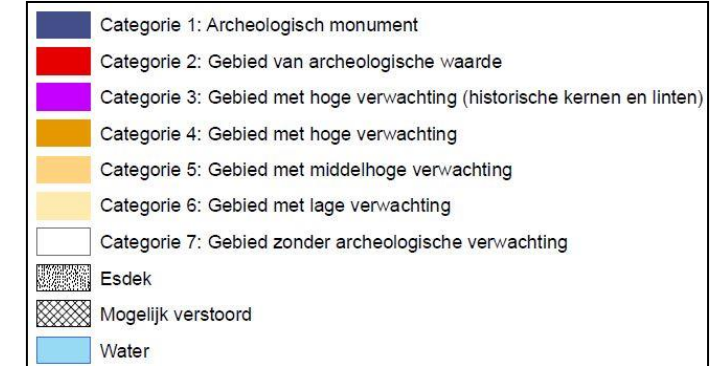 Categorie 1: Archeologisch monument
Categorie 2: Gebied van archeologische waarde
Categorie 3: Gebied met hoge verwachting (historische kernen en linten)
Categorie 4: Gebied met hoge verwachting
Categorie 5: Gebied met middelhoge verwachting
Categorie 6: Gebied met lage verwachting
Categorie 7: Gebied zonder archeologische verwachting
Esdek
Mogelijk verstoord
Water